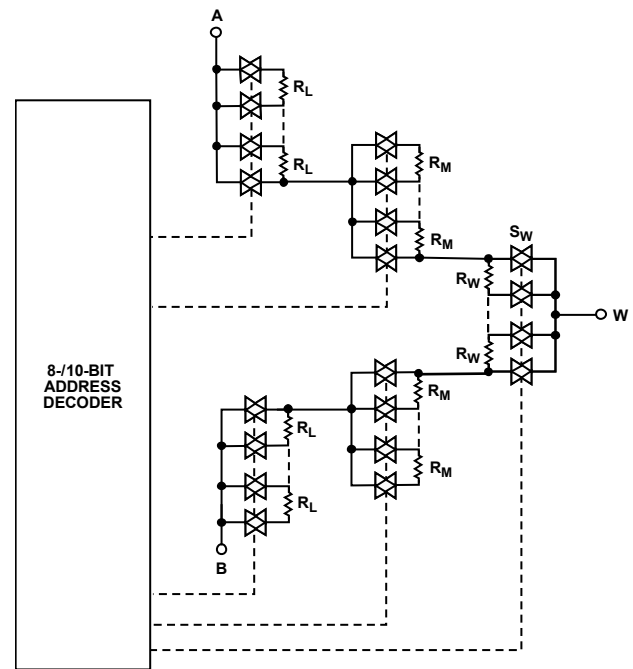 A
R_L
R_L
R_M
R_M
S_W
R_W
W
R_W
8-/10-BIT
ADDRESS
DECODER
R_M
R_L
R_M
R_L
B